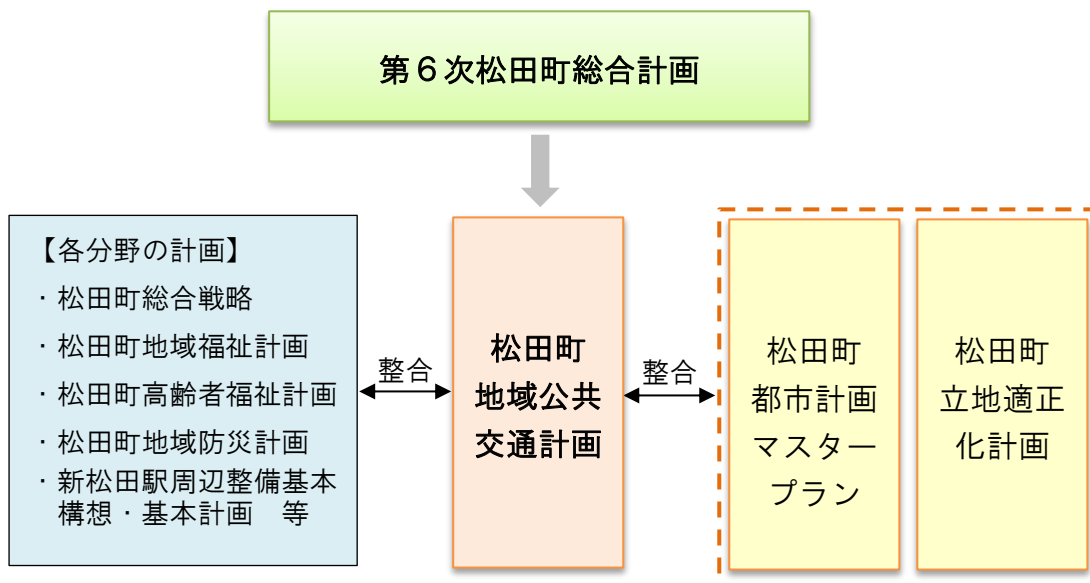 第６次松田町総合計画
【各分野の計画】
・松田町総合戦略
・松田町地域福祉計画
・松田町高齢者福祉計画
・松田町地域防災計画
・新松田駅周辺整備基本
構想・基本計画　等
整合
松田町
地域公共
交通計画
整合
松田町
都市計画
マスター
プラン
松田町
立地適正
化計画